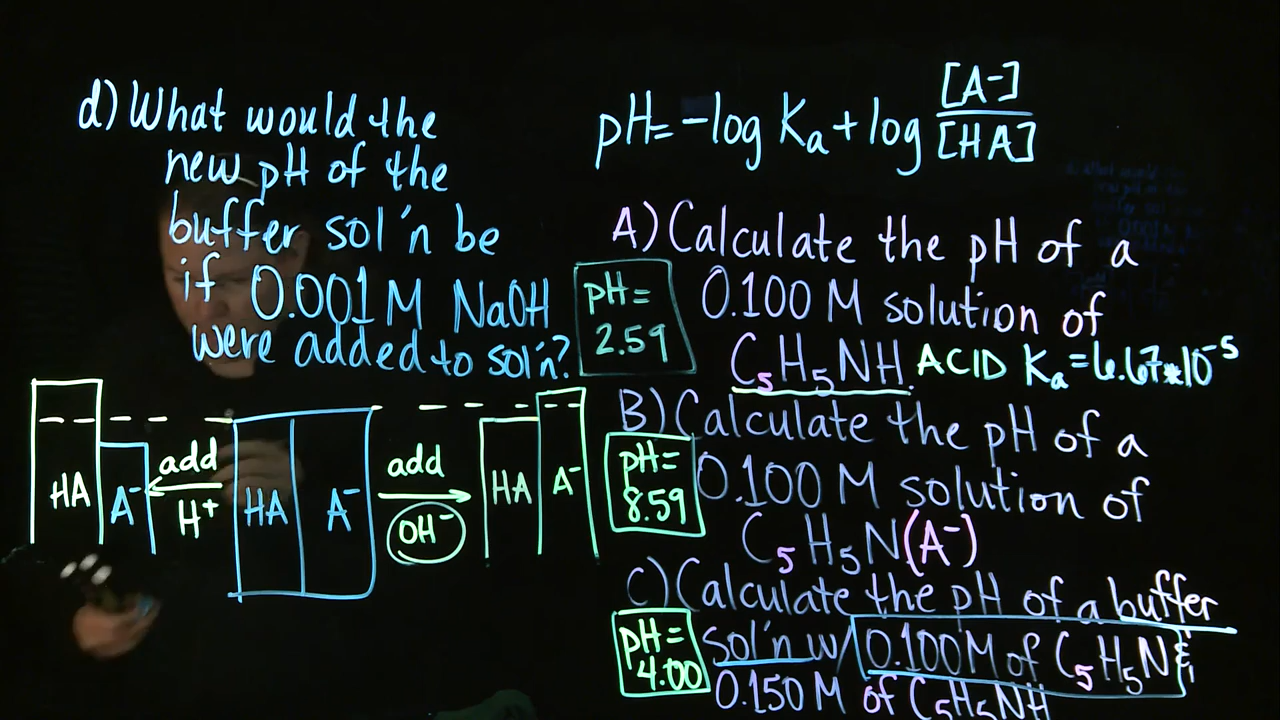 d) What would the
new pH of the
buffer sol'n be
if 0.001M NaOH
were added to sol'n?
HA
A⁻
add
H⁺
HA
A⁻
add
OH⁻
HA
A⁻
pH = -log Ka + log [A-]/[HA]
A) Calculate the pH of a
0.100 M solution of
C₅H₅NH. ACID Ka = 6.67*10⁻⁵
pH =
2.59
B) Calculate the pH of a
0.100 M solution of
C₅H₅N (A⁻)
pH =
8.59
C) Calculate the pH of a buffer
sol'n w/ 0.100M of C₅H₅N &
0.150 M of C₅H₅NH
pH =
4.00